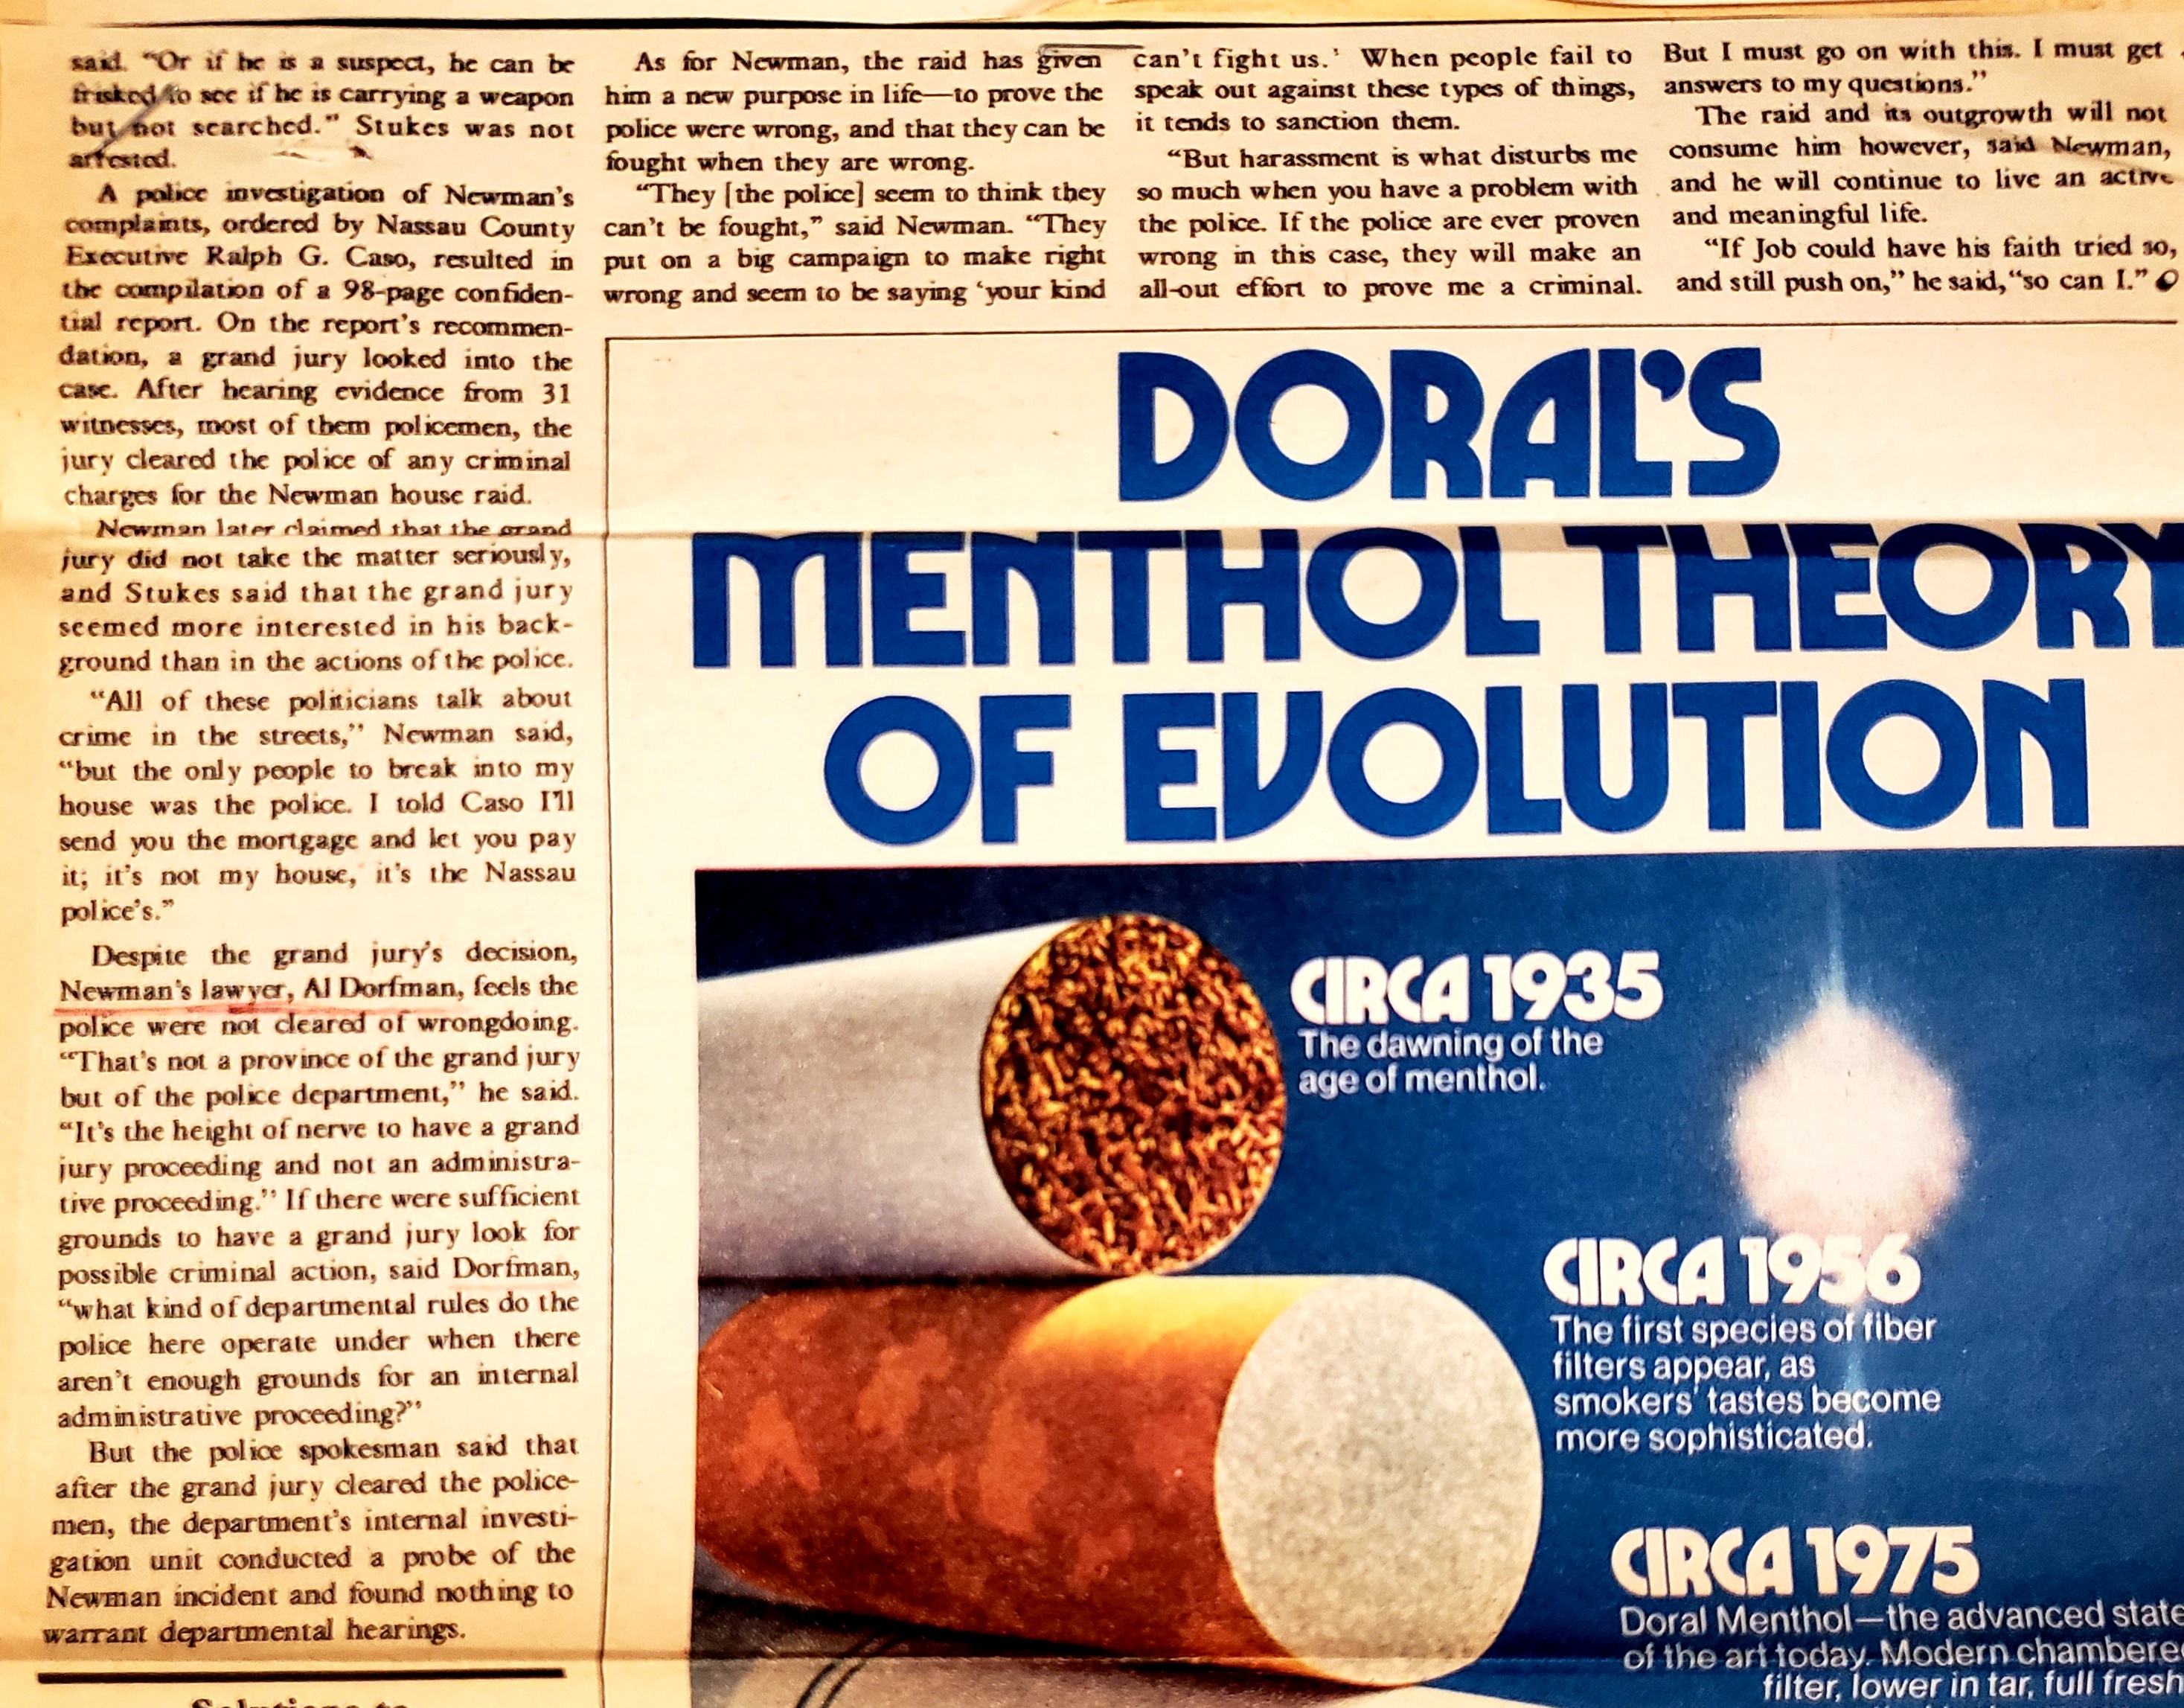 said. “Or if he is a suspect, he can be
frisked to see if he is carrying a weapon
but not searched.” Stukes was not
arrested.
A police investigation of Newman’s
complaints, ordered by Nassau County
Executive Ralph G. Caso, resulted in
the compilation of a 98-page confiden-
tial report. On the report’s recommen-
dation, a grand jury looked into the
case. After hearing evidence from 31
witnesses, most of them policemen, the
jury cleared the police of any criminal
charges for the Newman house raid.
Newman later claimed that the grand
jury did not take the matter seriously,
and Stukes said that the grand jury
seemed more interested in his back-
ground than in the actions of the police.
“All of these politicians talk about
crime in the streets,” Newman said,
“but the only people to break into my
house was the police. I told Caso I’ll
send you the mortgage and let you pay
it; it’s not my house, it’s the Nassau
police’s.”
Despite the grand jury’s decision,
Newman’s lawyer, Al Dorfman, feels the
police were not cleared of wrongdoing.
“That’s not a province of the grand jury
but of the police department,” he said.
“It’s the height of nerve to have a grand
jury proceeding and not an administra-
tive proceeding.” If there were sufficient
grounds to have a grand jury look for
possible criminal action, said Dorfman,
“what kind of departmental rules do the
police here operate under when there
aren’t enough grounds for an internal
administrative proceeding?”
But the police spokesman said that
after the grand jury cleared the police-
men, the department’s internal investi-
gation unit conducted a probe of the
Newman incident and found nothing to
warrant departmental hearings.
Solutions to
As for Newman, the raid has given
him a new purpose in life—to prove the
police were wrong, and that they can be
fought when they are wrong.
“They [the police] seem to think they
can’t be fought,” said Newman. “They
put on a big campaign to make right
wrong and seem to be saying ‘your kind
can’t fight us.’ When people fail to
speak out against these types of things,
it tends to sanction them.
“But harassment is what disturbs me
so much when you have a problem with
the police. If the police are ever proven
wrong in this case, they will make an
all-out effort to prove me a criminal.
But I must go on with this. I must get
answers to my questions.”
The raid and its outgrowth will not
consume him however, said Newman,
and he will continue to live an active
and meaningful life.
“If Job could have his faith tried so,
and still push on,” he said, “so can I.”
DORAL’S
MENTHOL THEORY
OF EVOLUTION
CIRCA 1935
The dawning of the
age of menthol.
CIRCA 1956
The first species of fiber
filters appear, as
smokers’ tastes become
more sophisticated.
CIRCA 1975
Doral Menthol—the advanced state
of the art today. Modern chambere
filter, lower in tar, full fresh